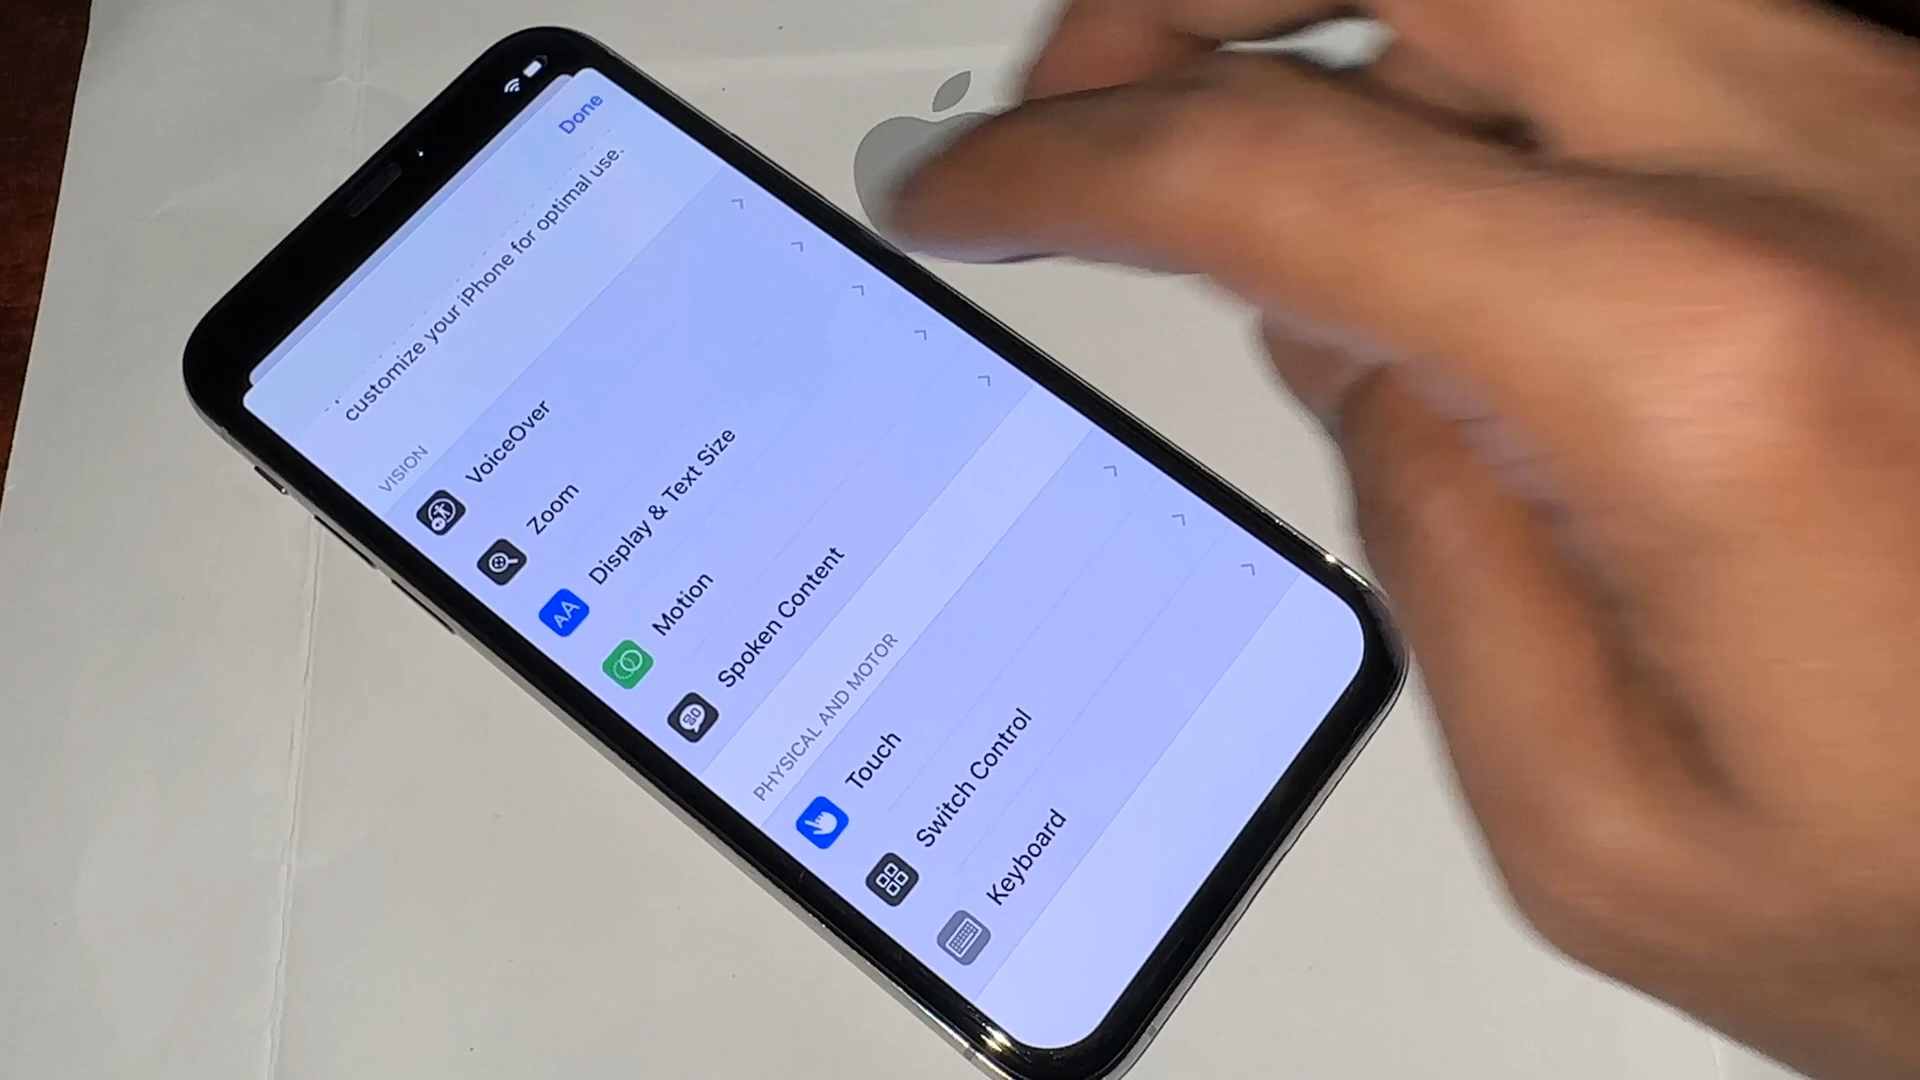 Done
customize your iPhone for optimal use.
VISION
VoiceOver
Zoom
AA
Display & Text Size
Motion
Spoken Content
PHYSICAL AND MOTOR
Touch
Switch Control
Keyboard